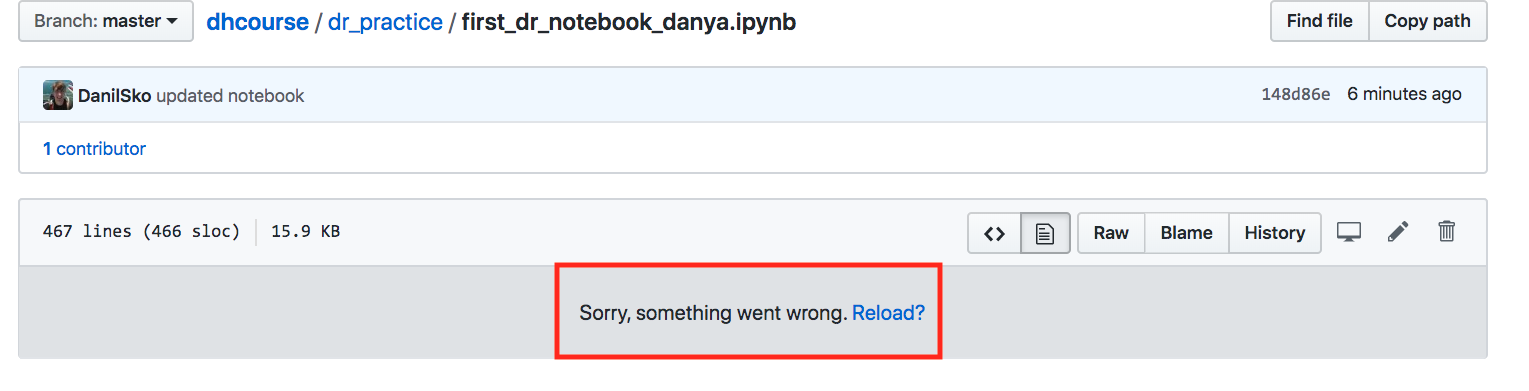 Branch: master dhcourse / dr_practice / first_dr_notebook_danya.ipynb Find file Copy path
DanilSko updated notebook 148d86e 6 minutes ago
1 contributor
467 lines (466 sloc) 15.9 KB <> Raw Blame History
Sorry, something went wrong. Reload?